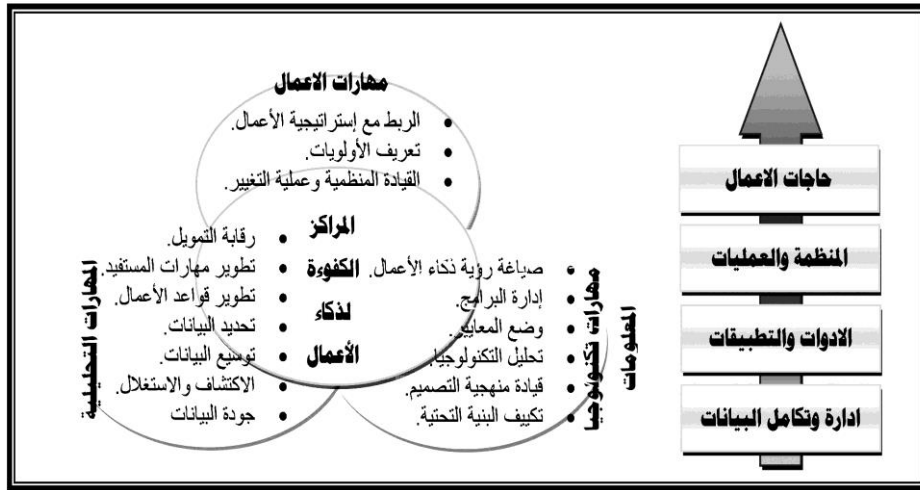 مهارات الاعمال
• الربط مع إستراتيجية الأعمال.
• تعريف الأولويات.
• القيادة المنظمية وعملية التغيير.
المراكز
الكفوءة
لذكاء
الأعمال
مهارات تكنولوجيا
المعلومات
• صياغة رؤية ذكاء الأعمال.
• إدارة البرامج.
• وضع المعايير.
• تحليل التكنولوجيا.
• قيادة منهجية التصميم.
• تكييف البنية التحتية.
المهارات التحليلية
• رقابة التمويل.
• تطوير مهارات المستفيد.
• تطوير قواعد الأعمال.
• تحديد البيانات.
• توسيع البيانات.
• الاكتشاف والاستغلال.
• جودة البيانات
حاجات الاعمال
المنظمة والعمليات
الادوات والتطبيقات
ادارة وتكامل البيانات